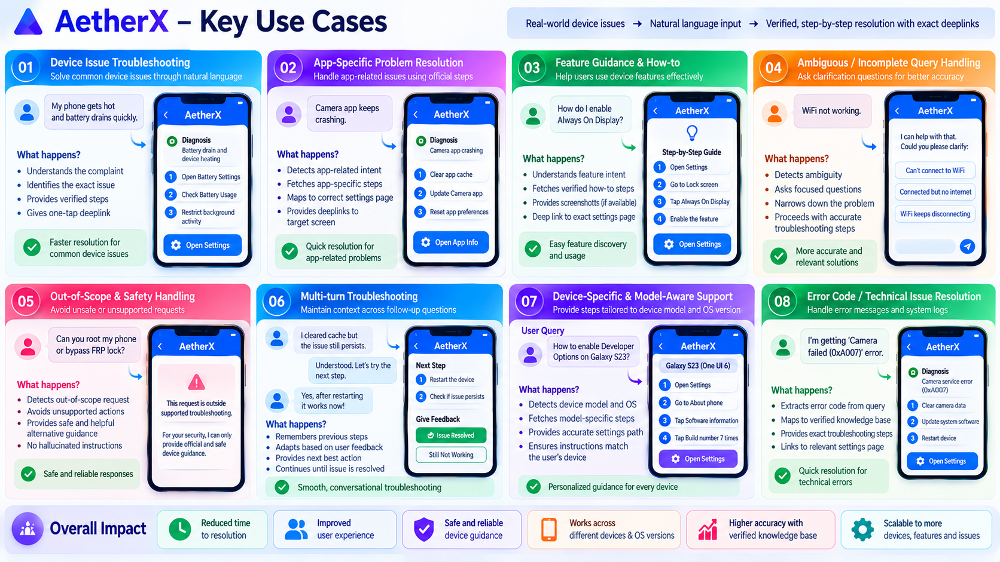 AetherX – Key Use Cases
Real-world device issues → Natural language input → Verified, step-by-step resolution with exact deeplinks
01
Device Issue Troubleshooting
Solve common device issues through natural language
My phone gets hot
and battery drains quickly.
What happens?
• Understands the complaint
• Identifies the exact issue
• Provides verified steps
• Gives one-tap deeplink
Faster resolution for
common device issues
AetherX
Diagnosis
Battery drain and
device heating
1 Open Battery Settings
2 Check Battery Usage
3 Restrict background
activity
Open Settings
02
App-Specific Problem Resolution
Handle app-related issues using official steps
Camera app keeps
crashing.
What happens?
• Detects app-related intent
• Fetches app-specific steps
• Maps to correct settings page
• Provides deeplinks to
target screen
Quick resolution for
app-related problems
AetherX
Diagnosis
Camera app crashing
1 Clear app cache
2 Update Camera app
3 Reset app preferences
Open App Info
03
Feature Guidance & How-to
Help users use device features effectively
How do I enable
Always On Display?
What happens?
• Understands feature intent
• Fetches verified how-to steps
• Provides screenshotts (if available)
• Deep link to exact settings page
Easy feature discovery
and usage
AetherX
Step-by-Step Guide
1 Open Settings
2 Go to Lock screen
3 Tap Always On Display
4 Enable the feature
Open Settings
04
Ambiguous / Incomplete Query Handling
Ask clarification questions for better accuracy
WiFi not working.
What happens?
• Detects ambiguity
• Asks focused questions
• Narrows down the problem
• Proceeds with accurate
troubleshooting steps
More accurate and
relevant solutions
AetherX
I can help with that.
Could you please clarify:
Can't connect to WiFi
Connected but no internet
WiFi keeps disconnecting
05
Out-of-Scope & Safety Handling
Avoid unsafe or unsupported requests
Can you root my phone
or bypass FRP lock?
What happens?
• Detects out-of-scope request
• Avoids unsupported actions
• Provides safe and helpful
alternative guidance
• No hallucinated instructions
Safe and reliable responses
AetherX
This request is outside
supported troubleshooting.
For your security, I can only
provide official and safe
device guidance.
06
Multi-turn Troubleshooting
Maintain context across follow-up questions
I cleared cache but
the issue still persists.
Understood. Let's try the
next step.
Yes, after restarting
it works now!
What happens?
• Remembers previous steps
• Adapts based on user feedback
• Provides next best action
• Continues until issue is resolved
Smooth, conversational troubleshooting
AetherX
Next Step
1 Restart the device
2 Check if issue persists
Give Feedback
Issue Resolved
Still Not Working
07
Device-Specific & Model-Aware Support
Provide steps tailored to device model and OS version
User Query
How to enable Developer
Options on Galaxy S23?
What happens?
• Detects device model and OS
• Fetches model-specific steps
• Provides accurate settings path
• Ensures instructions match
the user's device
Personalized guidance for every device
AetherX
Galaxy S23 (One UI 6)
1 Open Settings
2 Go to About phone
3 Tap Software information
4 Tap Build number 7 times
Open Settings
08
Error Code / Technical Issue Resolution
Handle error messages and system logs
I'm getting 'Camera
failed (0xA007)' error.
What happens?
• Extracts error code from query
• Maps to verified knowledge base
• Provides exact troubleshooting steps
• Links to relevant settings page
Quick resolution for
technical errors
AetherX
Diagnosis
Camera service error
(0xA007)
1 Clear camera data
2 Update system software
3 Restart device
Open Settings
Overall Impact
Reduced time
to resolution
Improved
user experience
Safe and reliable
device guidance
Works across
different devices & OS versions
Higher accuracy with
verified knowledge base
Scalable to more
devices, features and issues